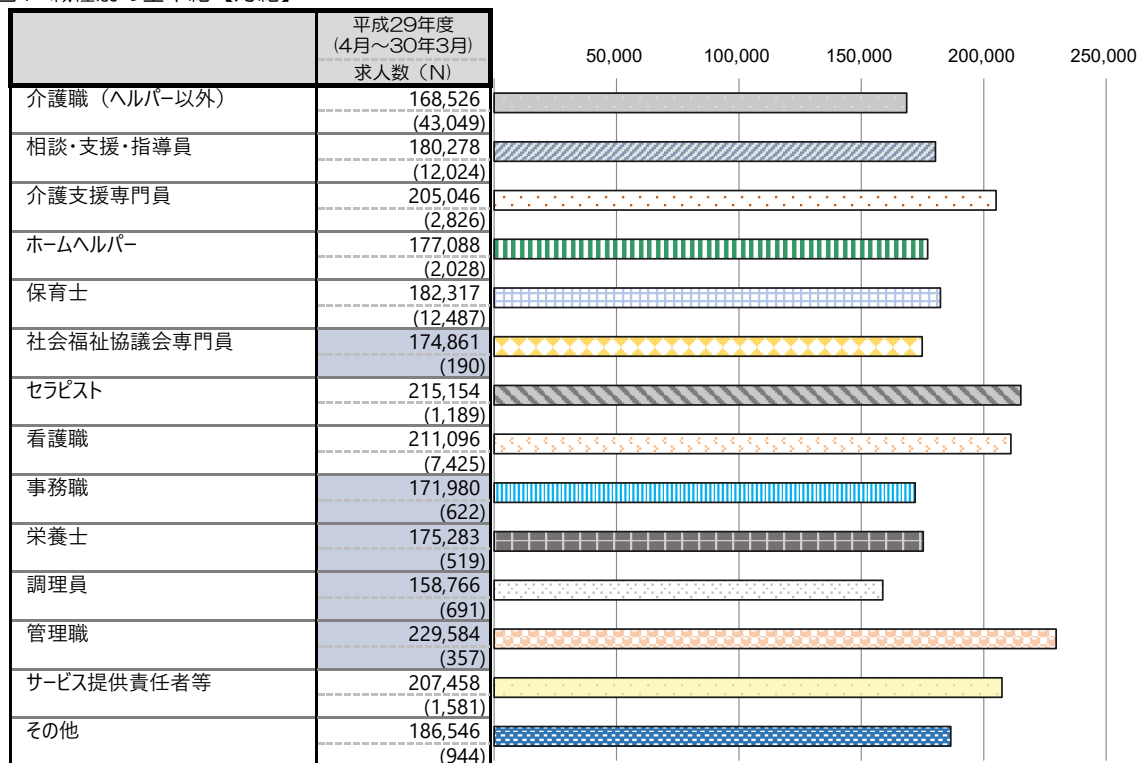 平成29年度
(4月～30年3月)
求人数（N）
50,000 100,000 150,000 200,000 250,000
介護職（ヘルパー以外） 168,526
(43,049)
相談・支援・指導員 180,278
(12,024)
介護支援専門員 205,046
(2,826)
ホームヘルパー 177,088
(2,028)
保育士 182,317
(12,487)
社会福祉協議会専門員 174,861
(190)
セラピスト 215,154
(1,189)
看護職 211,096
(7,425)
事務職 171,980
(622)
栄養士 175,283
(519)
調理員 158,766
(691)
管理職 229,584
(357)
サービス提供責任者等 207,458
(1,581)
その他 186,546
(944)